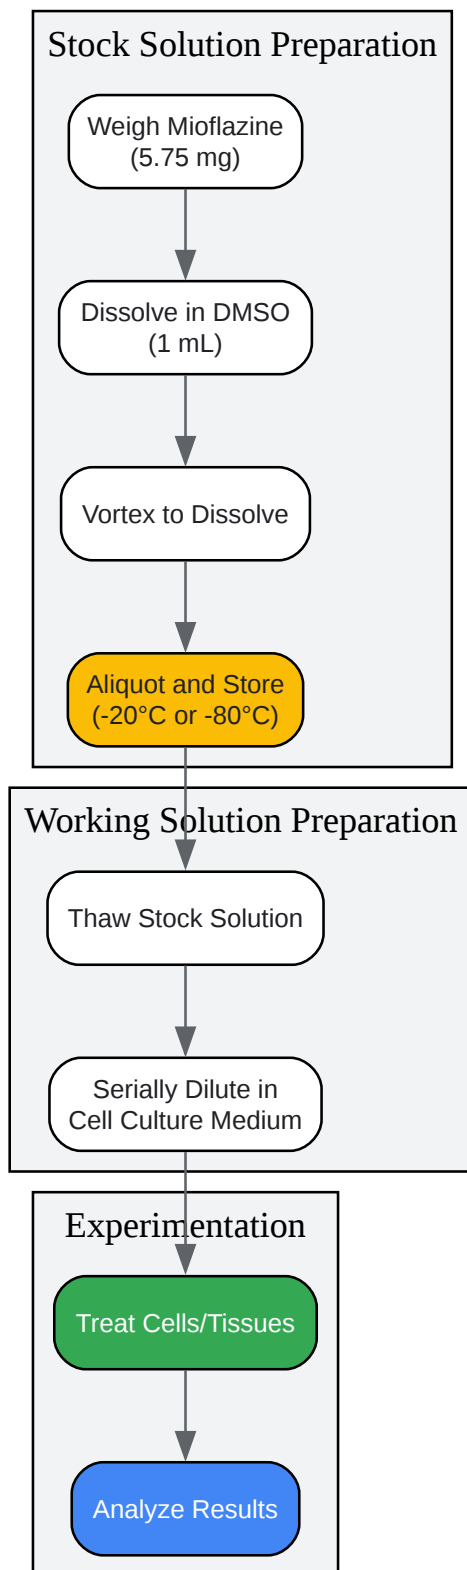 Stock Solution Preparation
Weigh Mioflazine
(5.75 mg)
Dissolve in DMSO
(1 mL)
Vortex to Dissolve
Aliquot and Store
(-20°C or -80°C)
Working Solution Preparation
Thaw Stock Solution
Serially Dilute in
Cell Culture Medium
Experimentation
Treat Cells/Tissues
Analyze Results